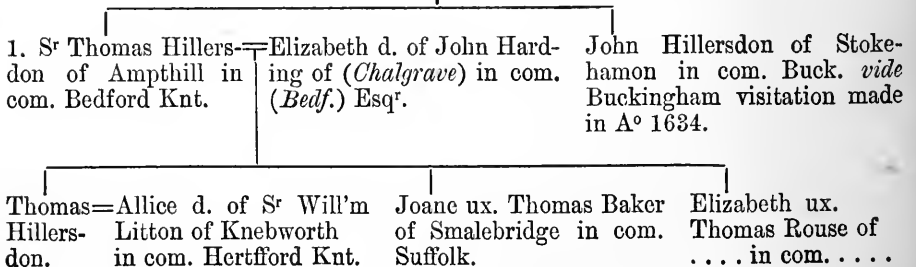 1. Sʳ Thomas Hillers-
don of Ampthill in
com. Bedford Knt.
Elizabeth d. of John Hard-
ing of (Chalgrave) in com.
(Bedf.) Esqʳ.
John Hillersdon of Stoke-
hamon in com. Buck. vide
Buckingham visitation made
in Aº 1634.
Thomas=
Hillers-
don.
Allice d. of Sʳ Will'm
Litton of Knebworth
in com. Hertfford Knt.
Joane ux. Thomas Baker
of Smalebridge in com.
Suffolk.
Elizabeth ux.
Thomas Rouse of
. . . . in com. . . . .